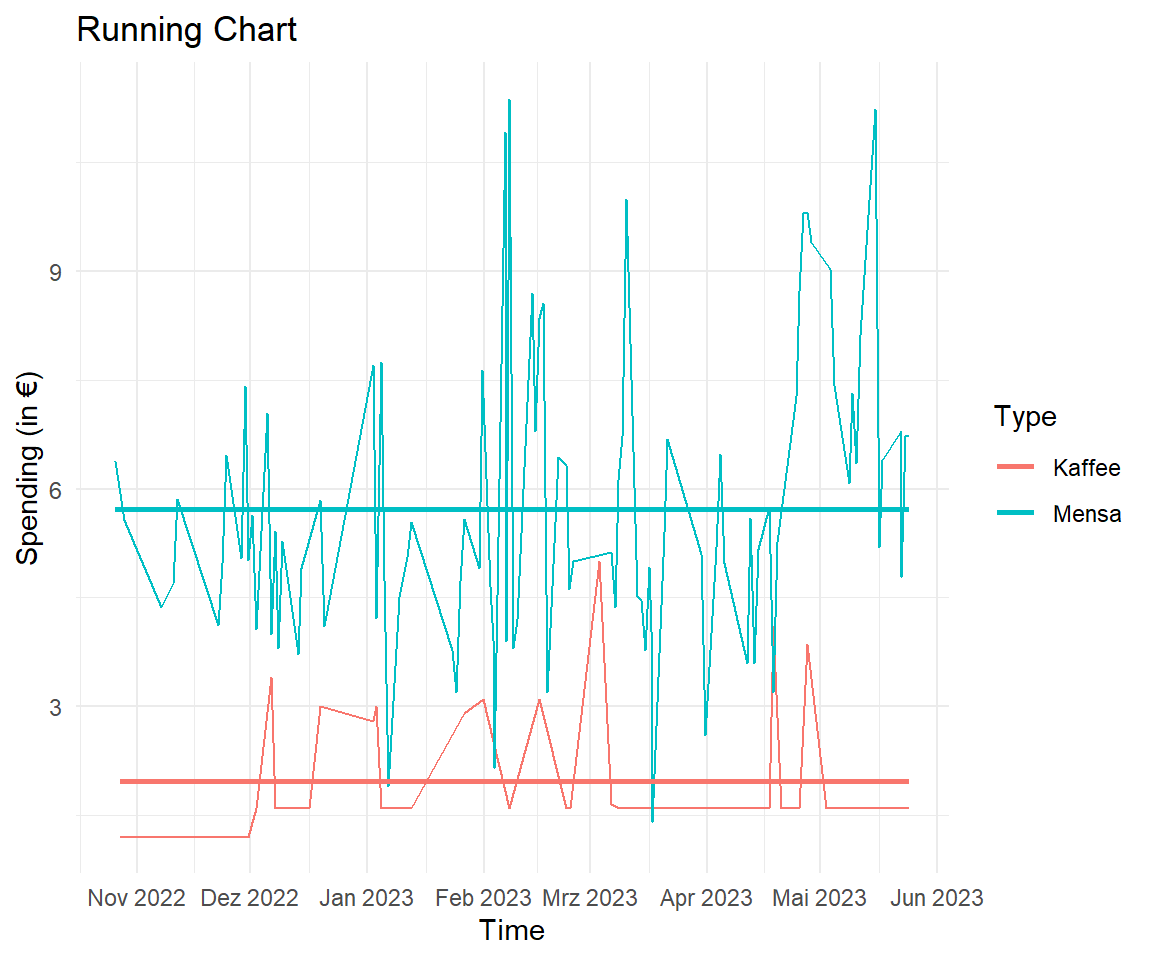 Running Chart
Spending (in €)
9
6
3
Nov 2022 Dez 2022 Jan 2023 Feb 2023 Mrz 2023 Apr 2023 Mai 2023 Jun 2023
Time
Type
Kaffee
Mensa